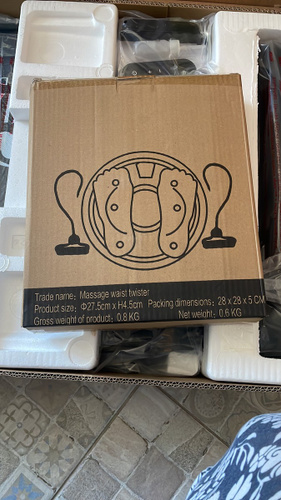 Trade name: Massage waist twister
Product size: Φ27.5cm x H4.5cm Packing dimensions: 28 x 28 x 5 CM
Gross weight of product: 0.8 KG Net weight: 0.6 KG